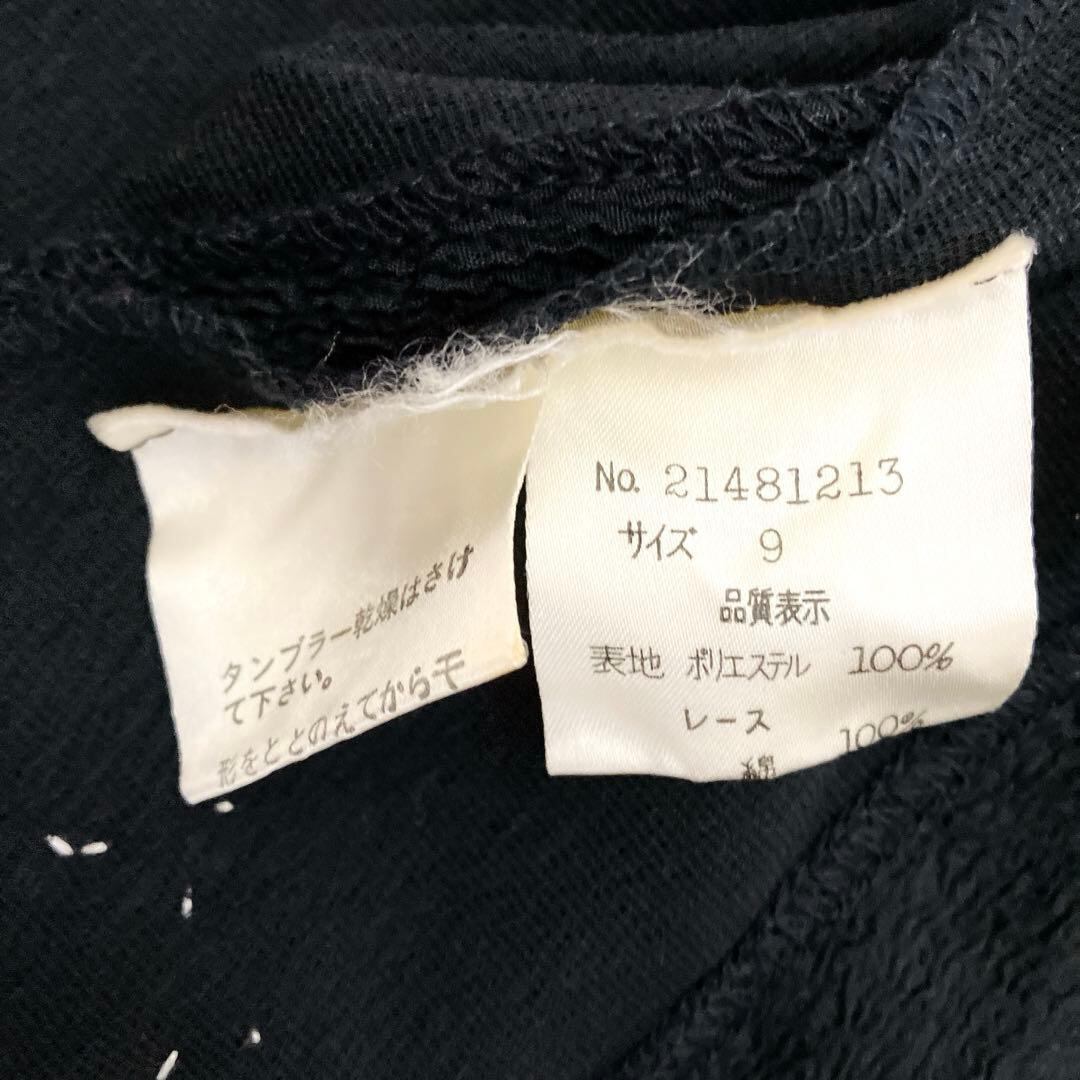 タンブラー乾燥はさけ
て下さい。
形をととのえてから干
No. 21481213
サイズ 9
品質表示
表地 ポリエステル 100%
レース
綿 100%